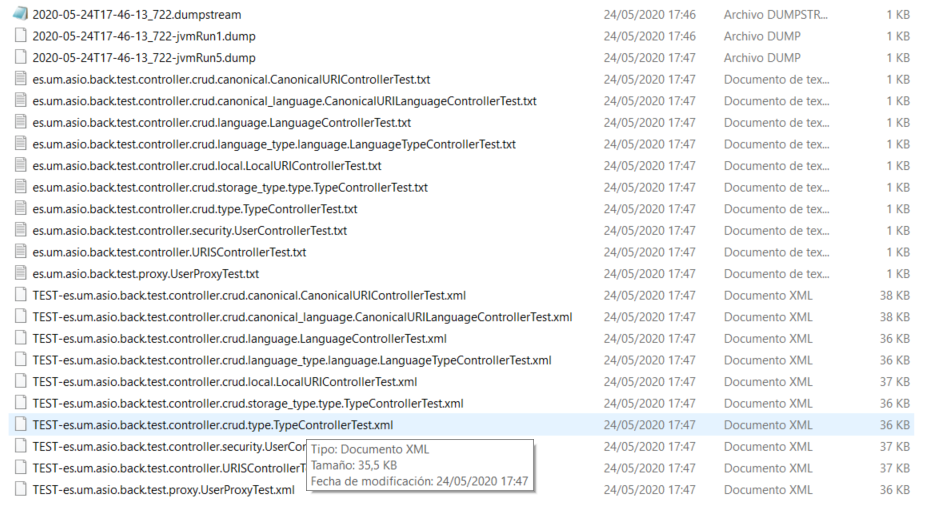 2020-05-24T17-46-13_722.dumpstream 24/05/2020 17:46 Archivo DUMPSTR... 1 KB
2020-05-24T17-46-13_722-jvmRun1.dump 24/05/2020 17:46 Archivo DUMP 1 KB
2020-05-24T17-46-13_722-jvmRun5.dump 24/05/2020 17:47 Archivo DUMP 1 KB
es.um.asio.back.test.controller.crud.canonical.CanonicalURIControllerTest.txt 24/05/2020 17:47 Documento de tex... 1 KB
es.um.asio.back.test.controller.crud.canonical_language.CanonicalURILanguageControllerTest.txt 24/05/2020 17:47 Documento de tex... 1 KB
es.um.asio.back.test.controller.crud.language.LanguageControllerTest.txt 24/05/2020 17:47 Documento de tex... 1 KB
es.um.asio.back.test.controller.crud.language_type.language.LanguageTypeControllerTest.txt 24/05/2020 17:47 Documento de tex... 1 KB
es.um.asio.back.test.controller.crud.local.LocalURIControllerTest.txt 24/05/2020 17:47 Documento de tex... 1 KB
es.um.asio.back.test.controller.crud.storage_type.type.TypeControllerTest.txt 24/05/2020 17:47 Documento de tex... 1 KB
es.um.asio.back.test.controller.crud.type.TypeControllerTest.txt 24/05/2020 17:47 Documento de tex... 1 KB
es.um.asio.back.test.controller.security.UserControllerTest.txt 24/05/2020 17:47 Documento de tex... 1 KB
es.um.asio.back.test.controller.URISControllerTest.txt 24/05/2020 17:47 Documento de tex... 1 KB
es.um.asio.back.test.proxy.UserProxyTest.txt 24/05/2020 17:47 Documento de tex... 1 KB
TEST-es.um.asio.back.test.controller.crud.canonical.CanonicalURIControllerTest.xml 24/05/2020 17:47 Documento XML 38 KB
TEST-es.um.asio.back.test.controller.crud.canonical_language.CanonicalURILanguageControllerTest.xml 24/05/2020 17:47 Documento XML 38 KB
TEST-es.um.asio.back.test.controller.crud.language.LanguageControllerTest.xml 24/05/2020 17:47 Documento XML 36 KB
TEST-es.um.asio.back.test.controller.crud.language_type.language.LanguageTypeControllerTest.xml 24/05/2020 17:47 Documento XML 36 KB
TEST-es.um.asio.back.test.controller.crud.local.LocalURIControllerTest.xml 24/05/2020 17:47 Documento XML 37 KB
TEST-es.um.asio.back.test.controller.crud.storage_type.type.TypeControllerTest.xml 24/05/2020 17:47 Documento XML 36 KB
TEST-es.um.asio.back.test.controller.crud.type.TypeControllerTest.xml 24/05/2020 17:47 Documento XML 36 KB
TEST-es.um.asio.back.test.controller.security.UserCor 24/05/2020 17:47 Documento XML 37 KB
TEST-es.um.asio.back.test.controller.URISControllerT 24/05/2020 17:47 Documento XML 37 KB
TEST-es.um.asio.back.test.proxy.UserProxyTest.xml 24/05/2020 17:47 Documento XML 36 KB
Tipo: Documento XML
Tamaño: 35,5 KB
Fecha de modificación: 24/05/2020 17:47